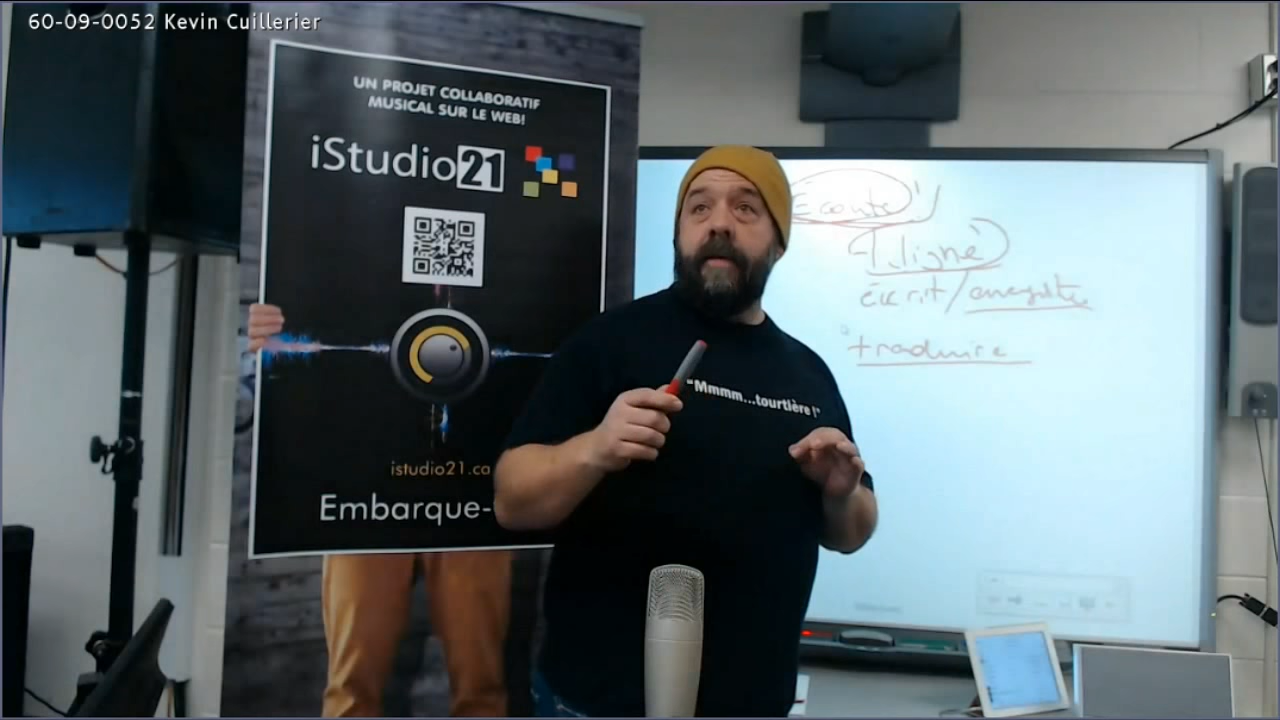 60-09-0052 Kevin Cuillerier
UN PROJET COLLABORATIF
MUSICAL SUR LE WEB!
iStudio21
istudio21.ca
Embarque-
"Mmmm...tourtière !"
Écoute
1 ligne
écrit/
traduire